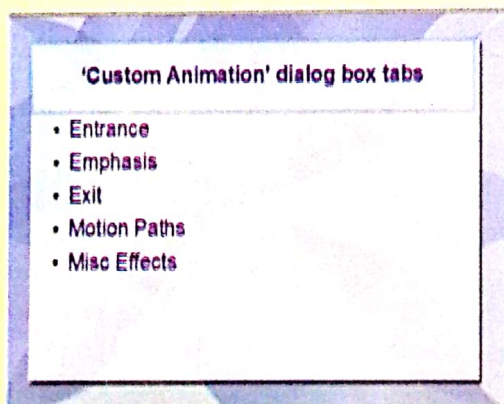 'Custom Animation' dialog box tabs
• Entrance
• Emphasis
• Exit
• Motion Paths
• Misc Effects